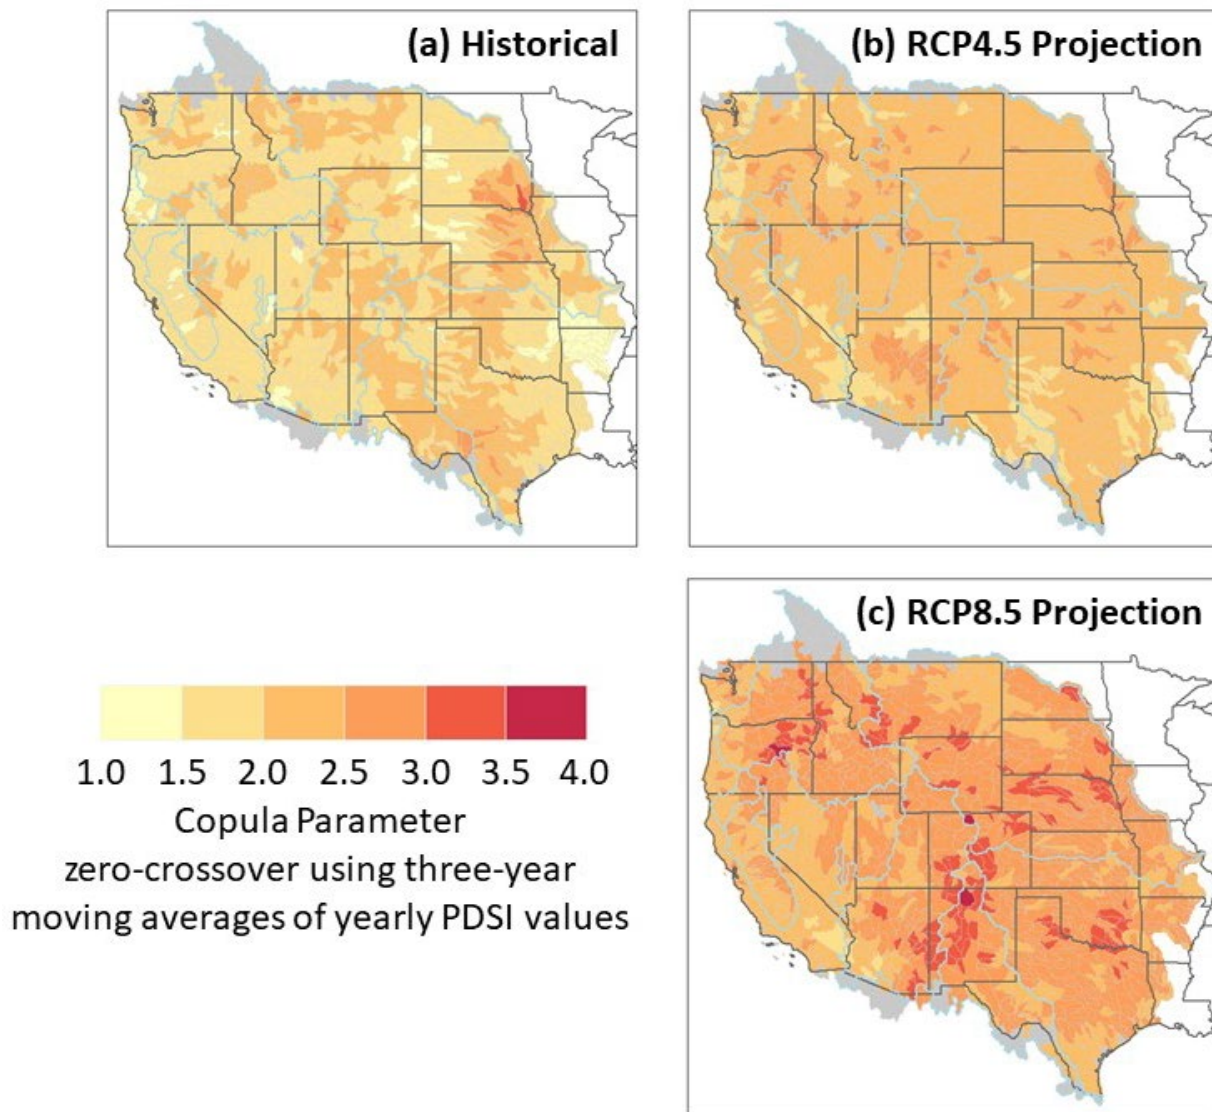 (a) Historical
(b) RCP4.5 Projection
(c) RCP8.5 Projection
1.0 1.5 2.0 2.5 3.0 3.5 4.0
Copula Parameter
zero-crossover using three-year
moving averages of yearly PDSI values